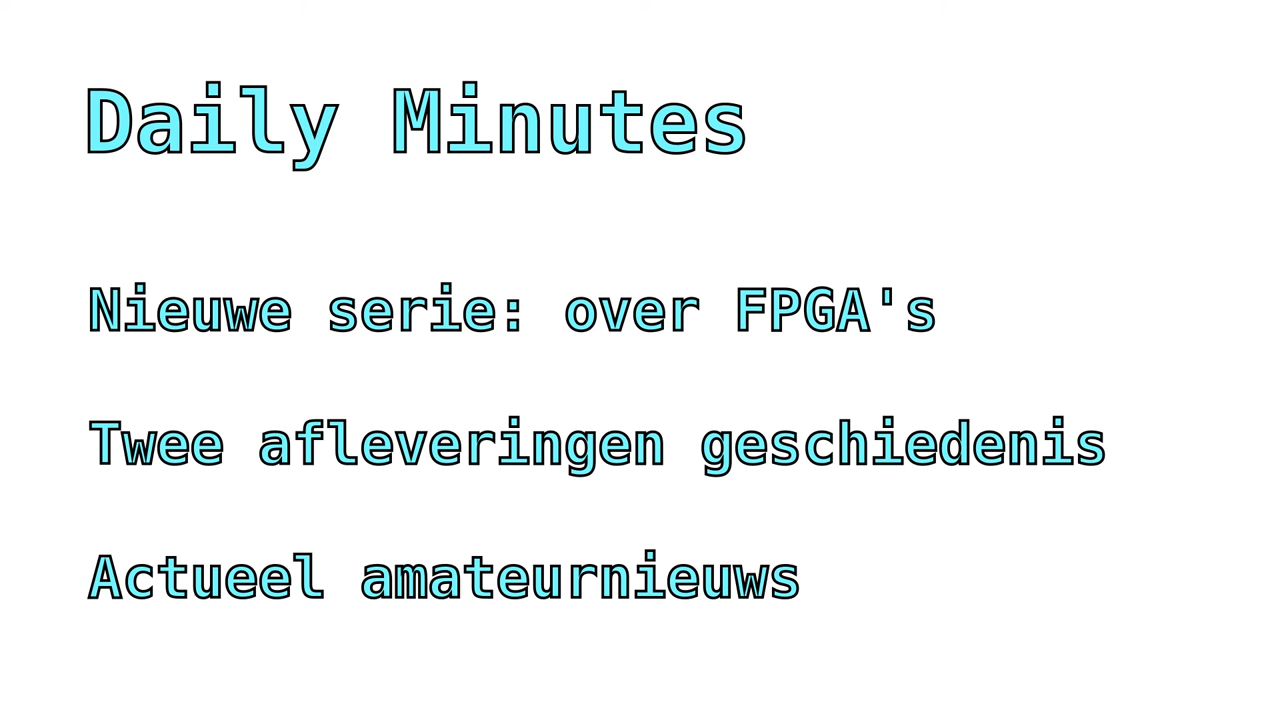 Daily Minutes
Nieuwe serie: over FPGA's
Twee afleveringen geschiedenis
Actueel amateurnieuws